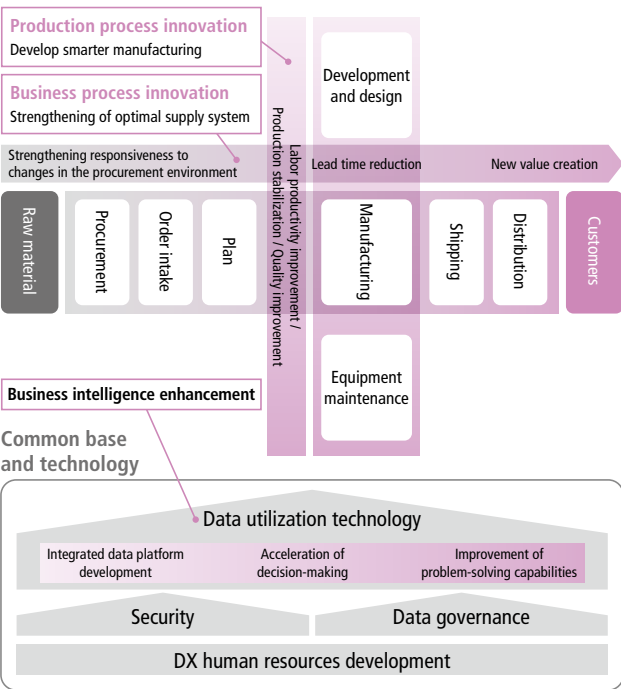 Production process innovation
Develop smarter manufacturing
Business process innovation
Strengthening of optimal supply system
Development
and design
Labor productivity improvement /
Production stabilization / Quality improvement
Strengthening responsiveness to
changes in the procurement environment
Lead time reduction
New value creation
Raw material
Procurement
Order intake
Plan
Manufacturing
Shipping
Distribution
Customers
Equipment
maintenance
Business intelligence enhancement
Common base
and technology
Data utilization technology
Integrated data platform
development
Acceleration of
decision-making
Improvement of
problem-solving capabilities
Security
Data governance
DX human resources development